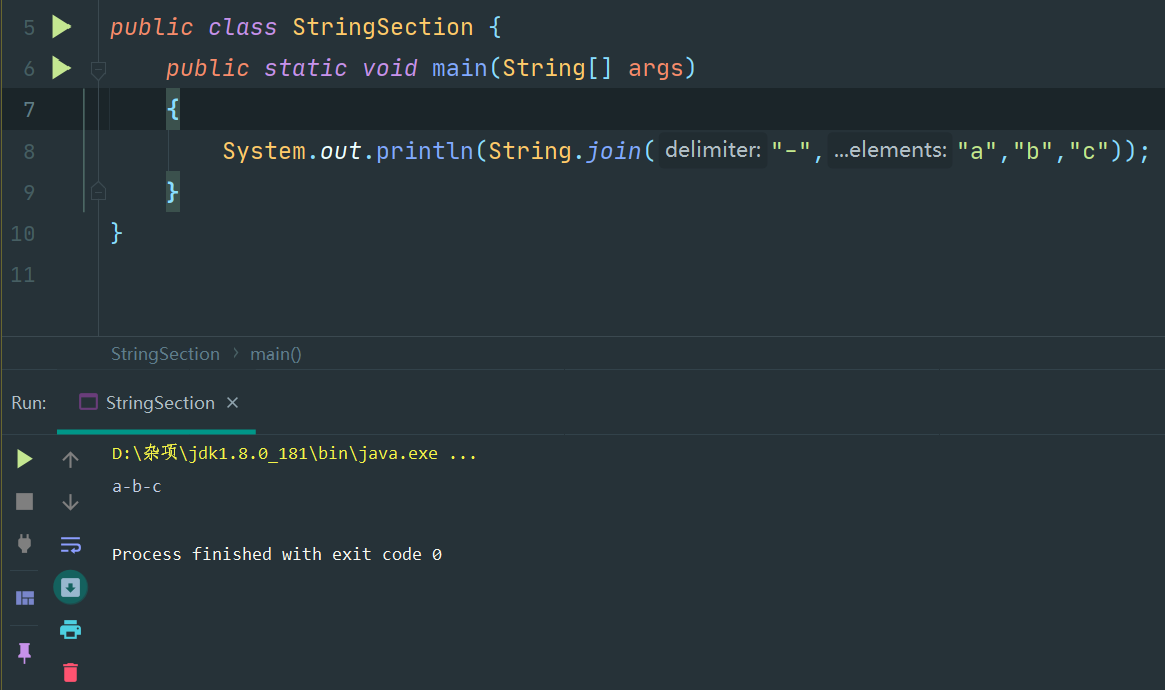 5 public class StringSection {
6 public static void main(String[] args)
7 {
8 System.out.println(String.join( delimiter: "-", ...elements: "a","b","c"));
9 }
10 }
11
StringSection > main()
Run: StringSection ×
D:\杂项\jdk1.8.0_181\bin\java.exe ...
a-b-c
Process finished with exit code 0